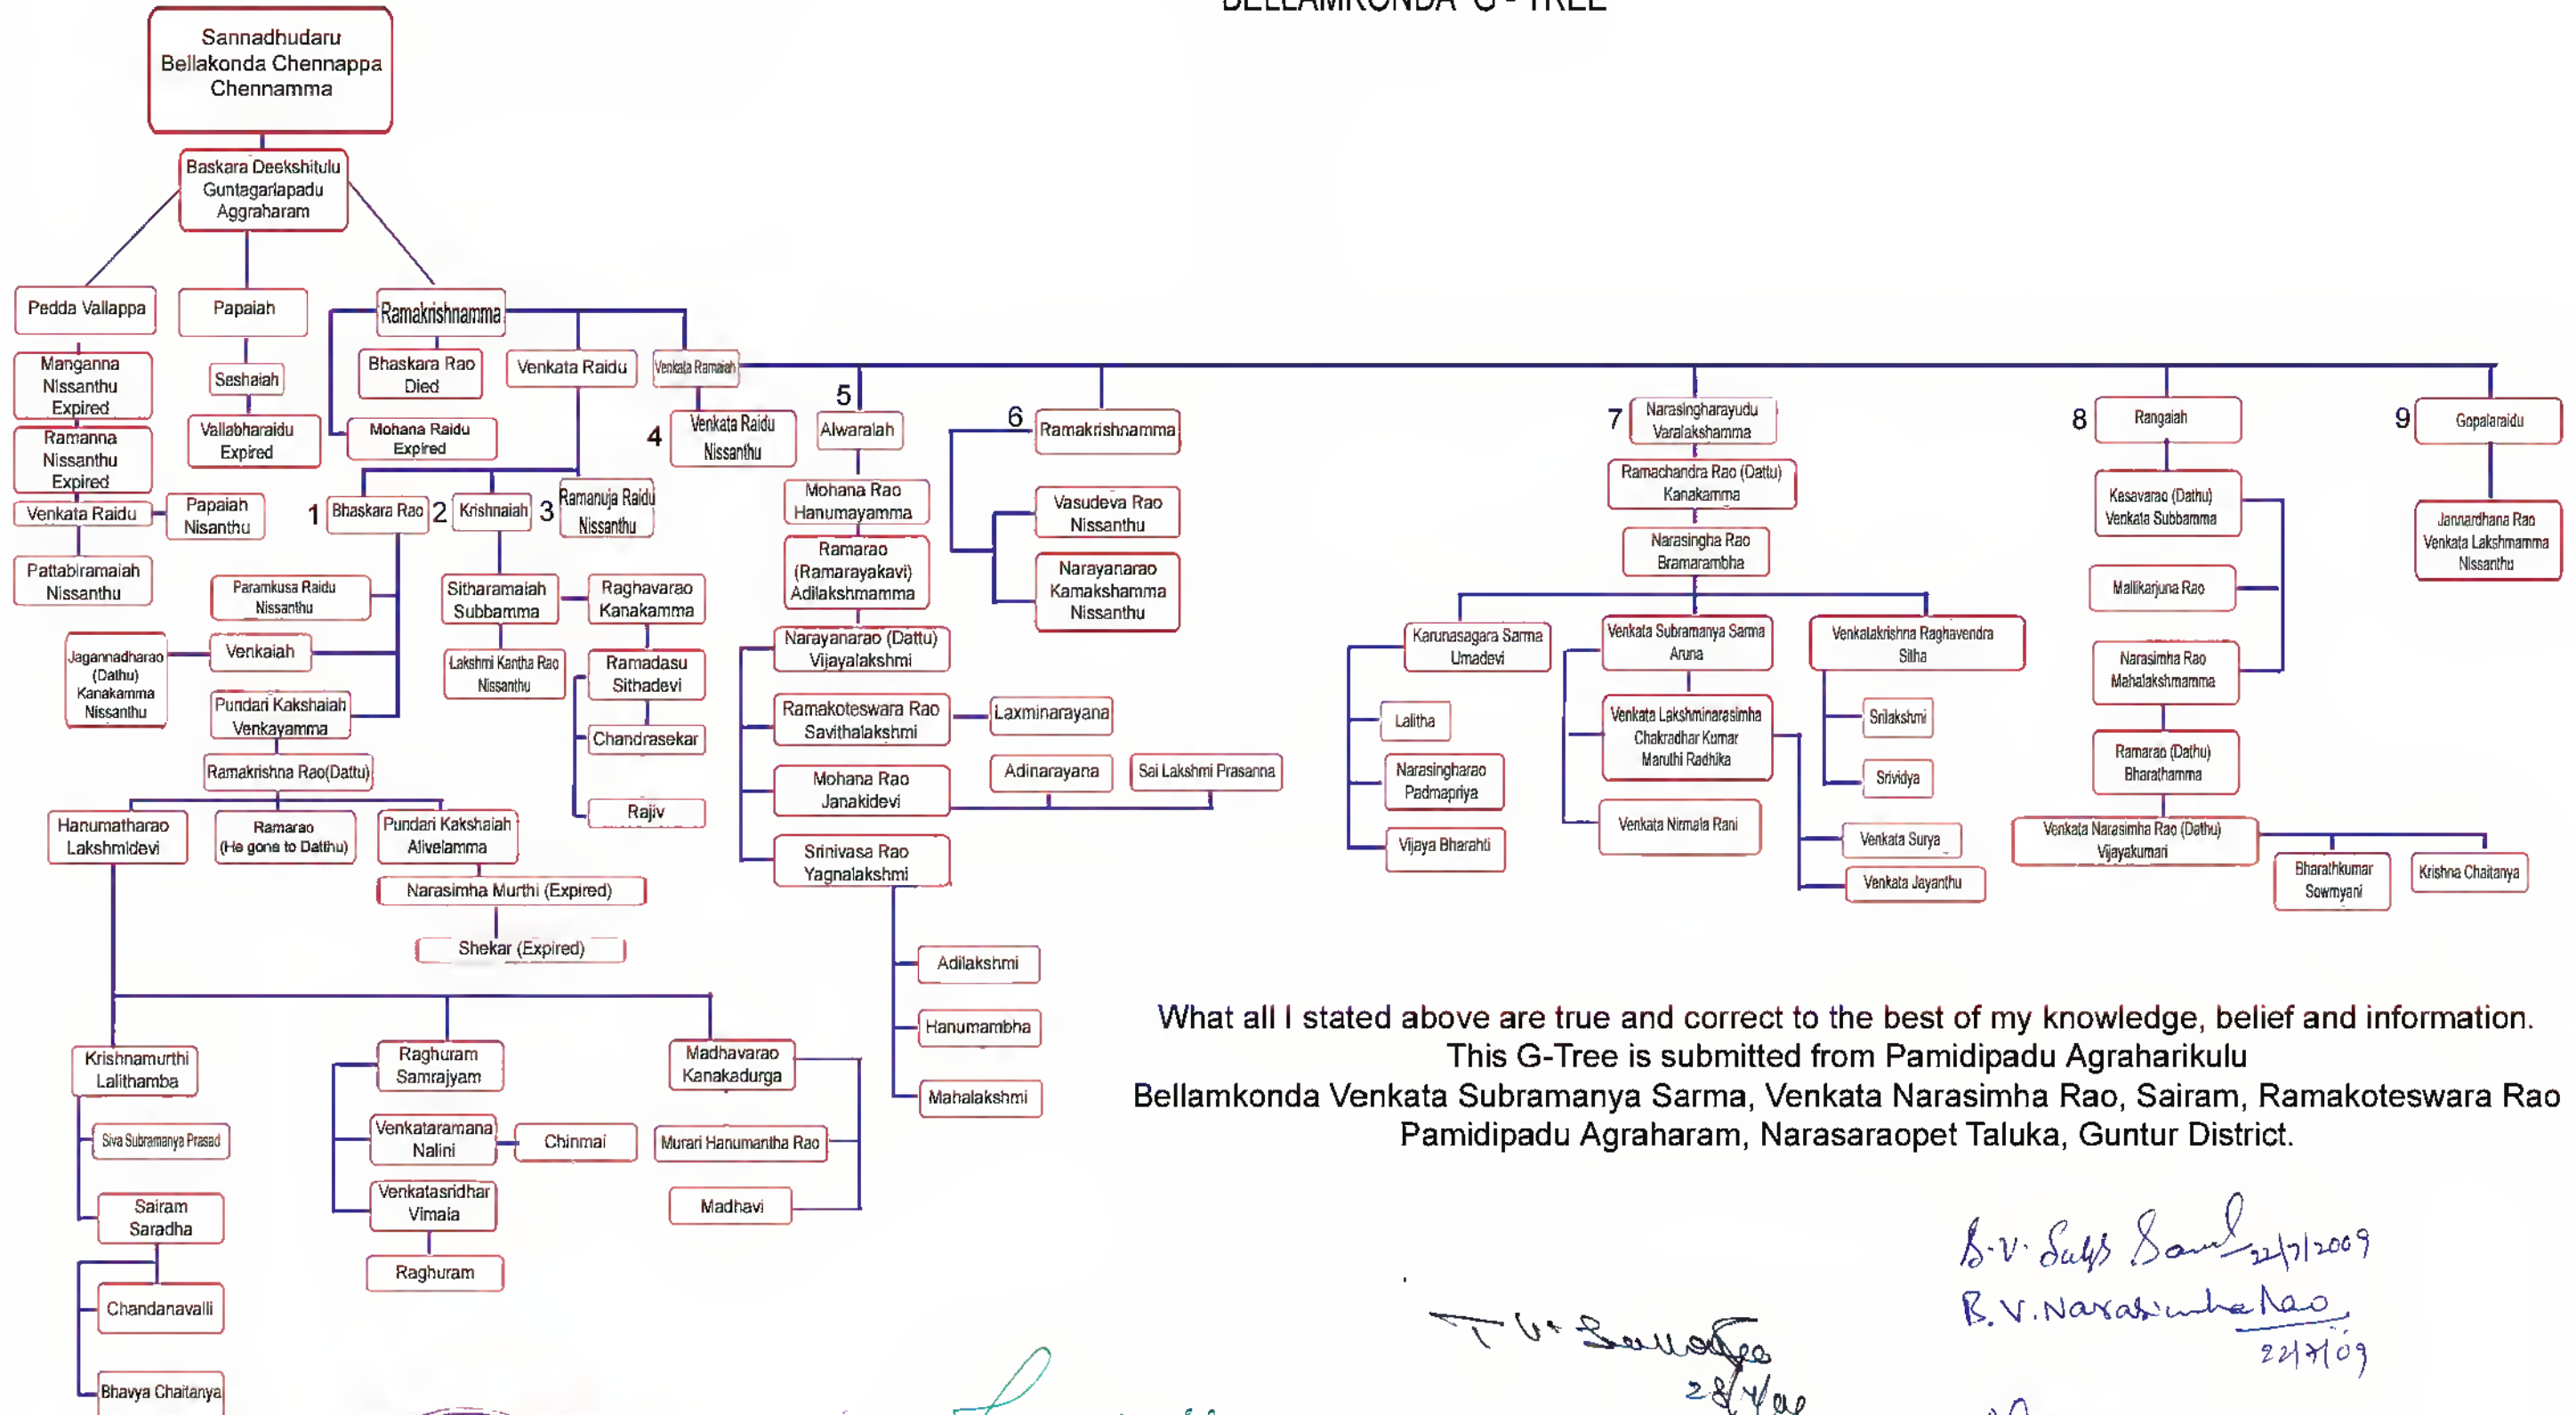 BELLAMKONDA G - TREE
Sannadhudaru
Bellakonda Chennappa
Chennamma
Baskara Deekshitulu
Guntagarlapadu
Aggraharam
Pedda Vallappa
Papaiah
Ramakrishnamma
Manganna
Nissanthu
Expired
Seshaiah
Bhaskara Rao
Died
Venkata Raidu
Venkata Ramaiah
Ramanna
Nissanthu
Expired
Vallabharaidu
Expired
Mohana Raidu
Expired
4
Venkata Raidu
Nissanthu
5
Alwaraiah
6
Ramakrishnamma
7
Narasingharayudu
Varalakshamma
8
Rangaiah
9
Gopalaraidu
Venkata Raidu
Papaiah
Nisanthu
1
Bhaskara Rao
2
Krishnaiah
3
Ramanuja Raidu
Nissanthu
Mohana Rao
Hanumayamma
Vasudeva Rao
Nissanthu
Ramachandra Rao (Dattu)
Kanakamma
Kesavarao (Dathu)
Venkata Subbamma
Jannardhana Rao
Venkata Lakshmamma
Nissanthu
Pattabiramaiah
Nissanthu
Paramkusa Raidu
Nissanthu
Sitharamaiah
Subbamma
Raghavarao
Kanakamma
Ramarao
(Ramarayakavi)
Adilakshmamma
Narayanarao
Kamakshamma
Nissanthu
Narasingha Rao
Bramarambha
Mallikarjuna Rao
Jagannadharao
(Dathu)
Kanakamma
Nissanthu
Venkaiah
Lakshmi Kantha Rao
Nissanthu
Ramadasu
Sithadevi
Narayanarao (Dattu)
Vijayalakshmi
Karunasagara Sarma
Umadevi
Venkata Subramanya Sarma
Aruna
Venkatakrishna Raghavendra
Sitha
Narasimha Rao
Mahalakshmamma
Pundari Kakshaiah
Venkayamma
Chandrasekar
Ramakoteswara Rao
Savithalakshmi
Laxminarayana
Lalitha
Venkata Lakshminarasimha
Chakradhar Kumar
Maruthi Radhika
Srilakshmi
Ramarao (Dathu)
Bharathamma
Ramakrishna Rao(Dattu)
Rajiv
Mohana Rao
Janakidevi
Adinarayana
Sai Lakshmi Prasanna
Narasingharao
Padmapriya
Srividya
Hanumatharao
Lakshmidevi
Ramarao
(He gone to Datthu)
Pundari Kakshaiah
Alivelamma
Srinivasa Rao
Yagnalakshmi
Vijaya Bharahti
Venkata Nirmala Rani
Venkata Surya
Venkata Jayanthu
Venkata Narasimha Rao (Dathu)
Vijayakumari
Bharathkumar
Sowmyani
Krishna Chaitanya
Narasimha Murthi (Expired)
Shekar (Expired)
Adilakshmi
Hanumambha
Mahalakshmi
Krishnamurthi
Lalithamba
Raghuram
Samrajyam
Madhavarao
Kanakadurga
Siva Subramanya Prasad
Venkataramana
Nalini
Chinmai
Murari Hanumantha Rao
Sairam
Saradha
Venkatasridhar
Vimala
Madhavi
Raghuram
Chandanavalli
Bhavya Chaitanya
What all I stated above are true and correct to the best of my knowledge, belief and information.
This G-Tree is submitted from Pamidipadu Agraharikulu
Bellamkonda Venkata Subramanya Sarma, Venkata Narasimha Rao, Sairam, Ramakoteswara Rao
Pamidipadu Agraharam, Narasaraopet Taluka, Guntur District.
B.V. 22/7/2009
B.V. Narasimha Rao
22/7/09